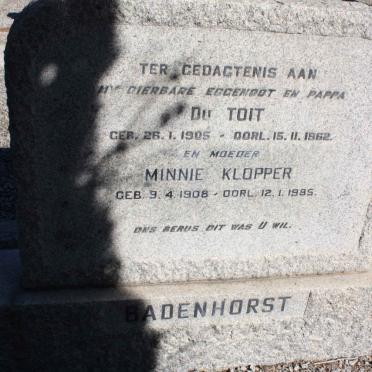 TER GEDAGTENIS AAN
MY DIERBARE EGGENOOT EN PAPPA
DU TOIT
GEB. 26.1.1905 - OORL. 15.11.1962.
EN MOEDER
MINNIE KLOPPER
GEB. 9.4.1908 - OORL. 12.1.1985.
ONS BERUS DIT WAS U WIL.
BADENHORST